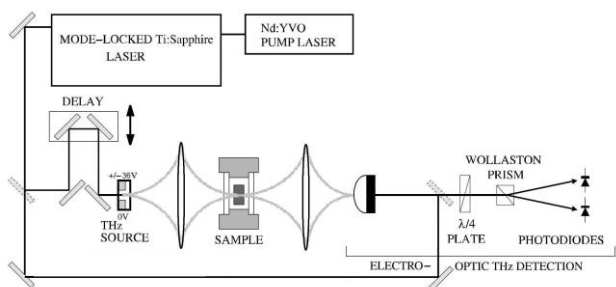 MODE-LOCKED Ti:Sapphire
LASER
Nd:YVO
PUMP LASER
DELAY
+/-36V
0V
THz
SOURCE
SAMPLE
WOLLASTON
PRISM
λ/4
PLATE
PHOTODIODES
ELECTRO- OPTIC THz DETECTION